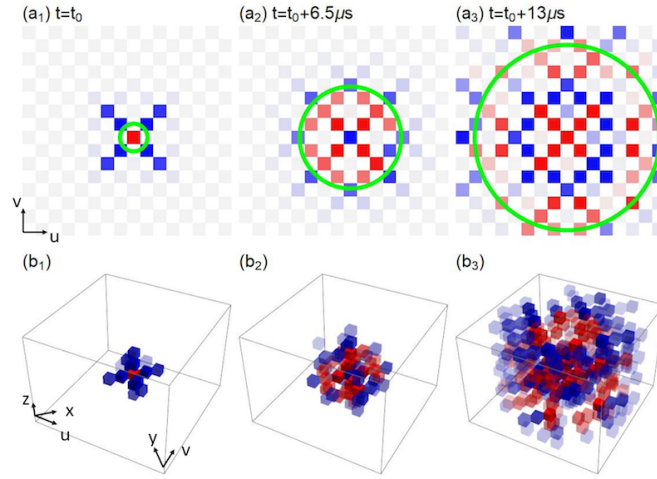 (a₁) t=t₀
(a₂) t=t₀+6.5µs
(a₃) t=t₀+13µs
v
u
(b₁)
(b₂)
(b₃)
z
x
u
y
v